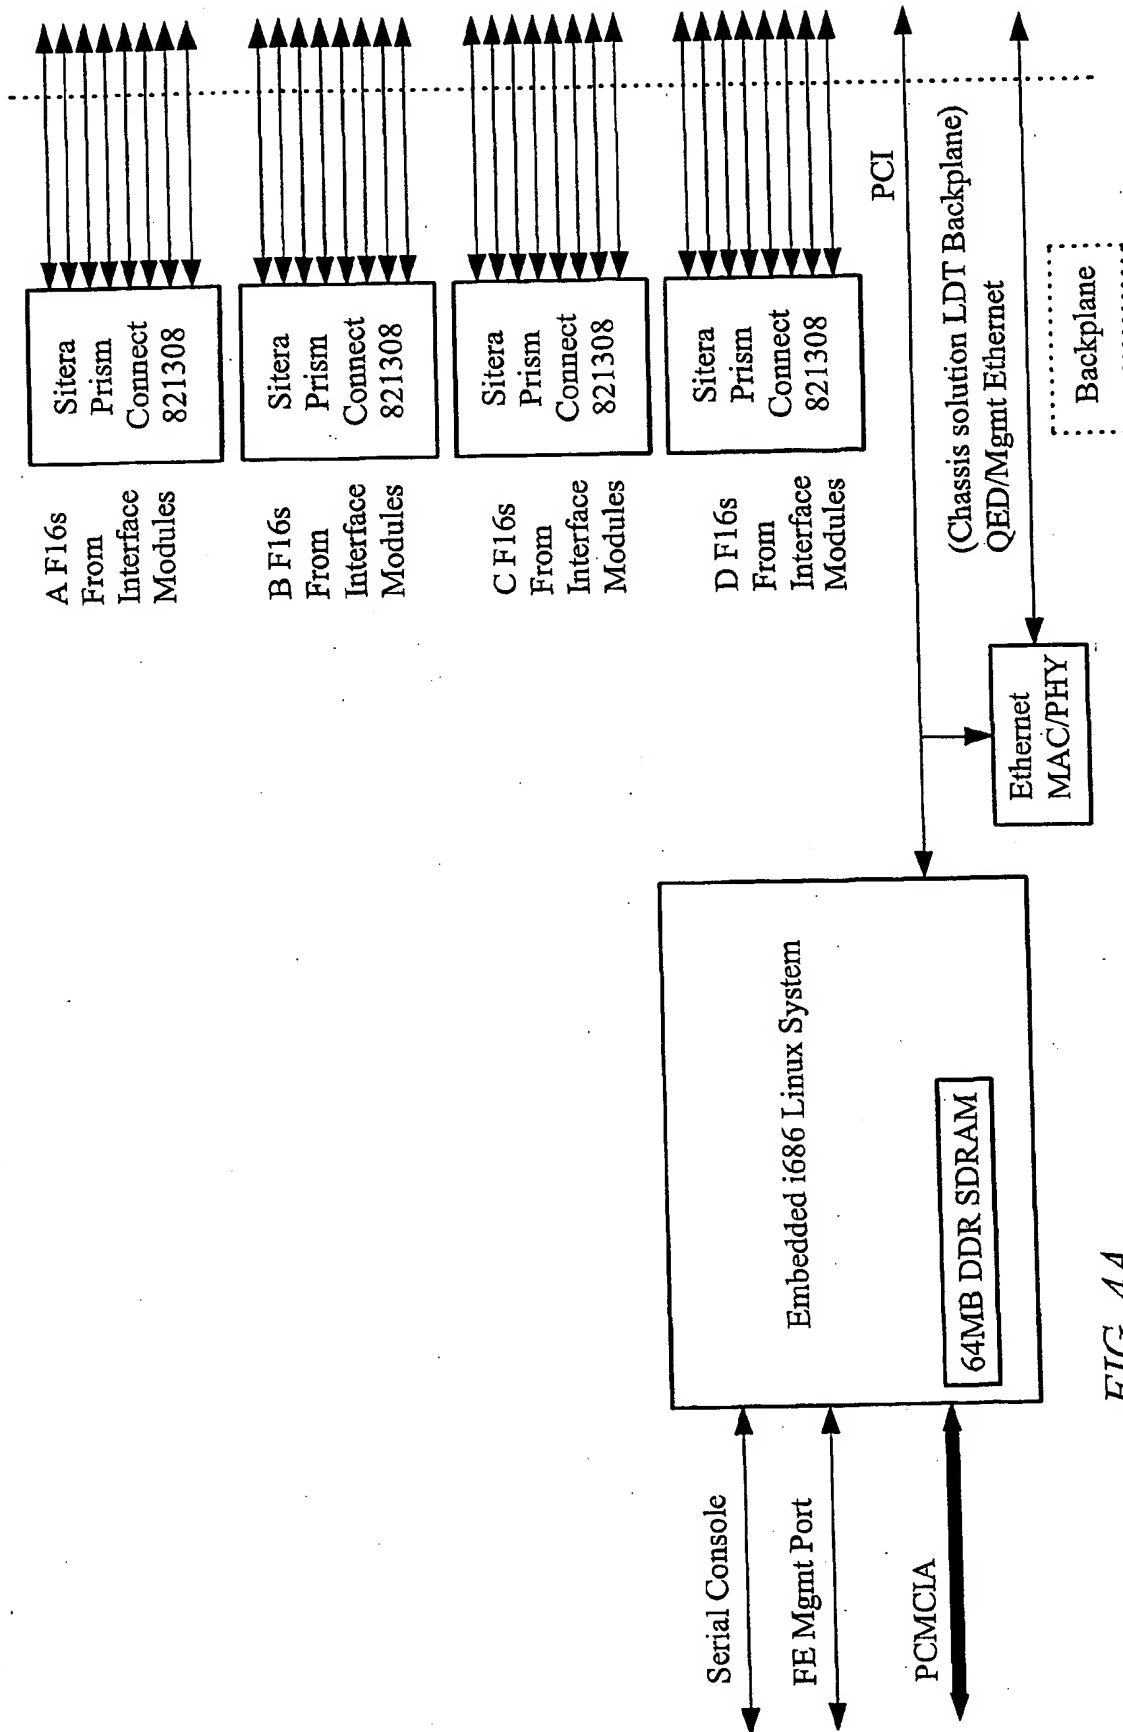 A F16s
From
Interface
Modules
Sitera
Prism
Connect
821308
B F16s
From
Interface
Modules
Sitera
Prism
Connect
821308
C F16s
From
Interface
Modules
Sitera
Prism
Connect
821308
D F16s
From
Interface
Modules
Sitera
Prism
Connect
821308
PCI
(Chassis solution LDT Backplane)
QED/Mgmt Ethernet
Backplane
Ethernet
MAC/PHY
Embedded i686 Linux System
64MB DDR SDRAM
Serial Console
FE Mgmt Port
PCMCIA
FIG. 4A